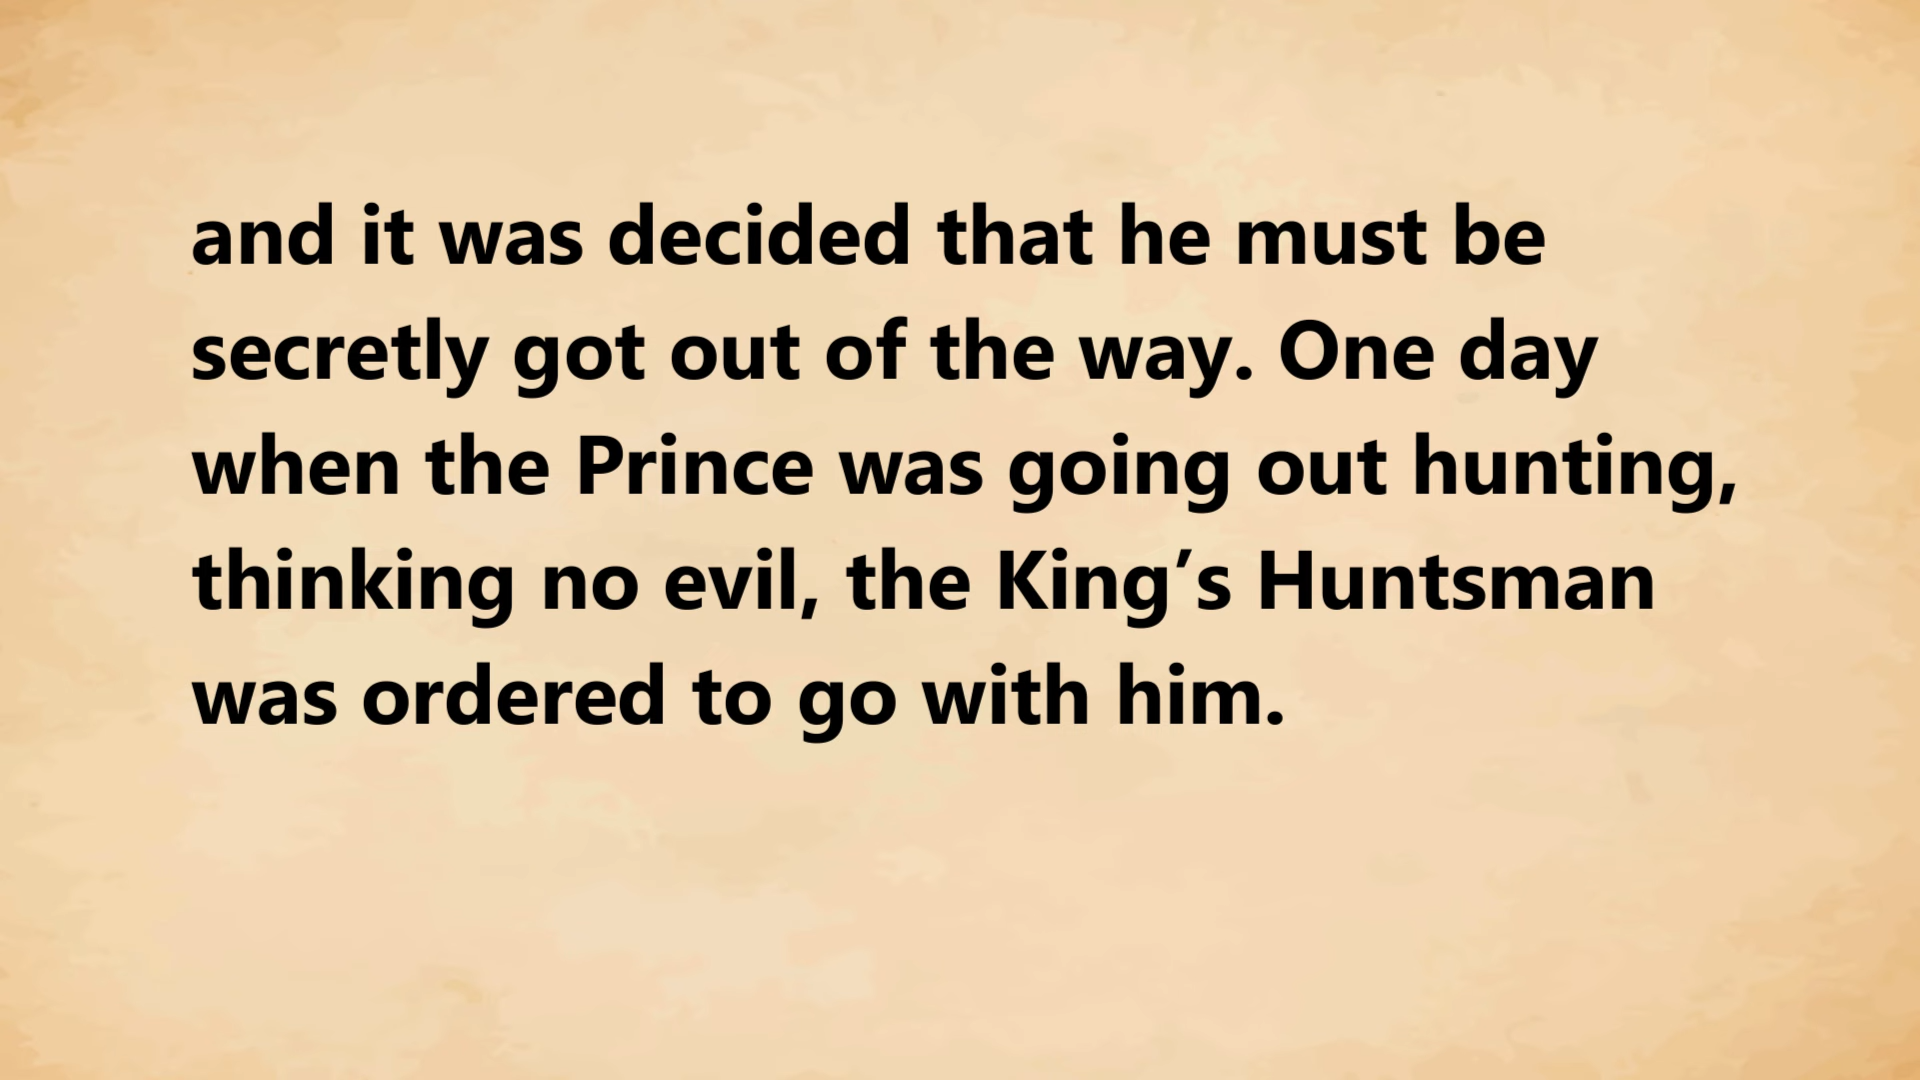 and it was decided that he must be
secretly got out of the way. One day
when the Prince was going out hunting,
thinking no evil, the King’s Huntsman
was ordered to go with him.